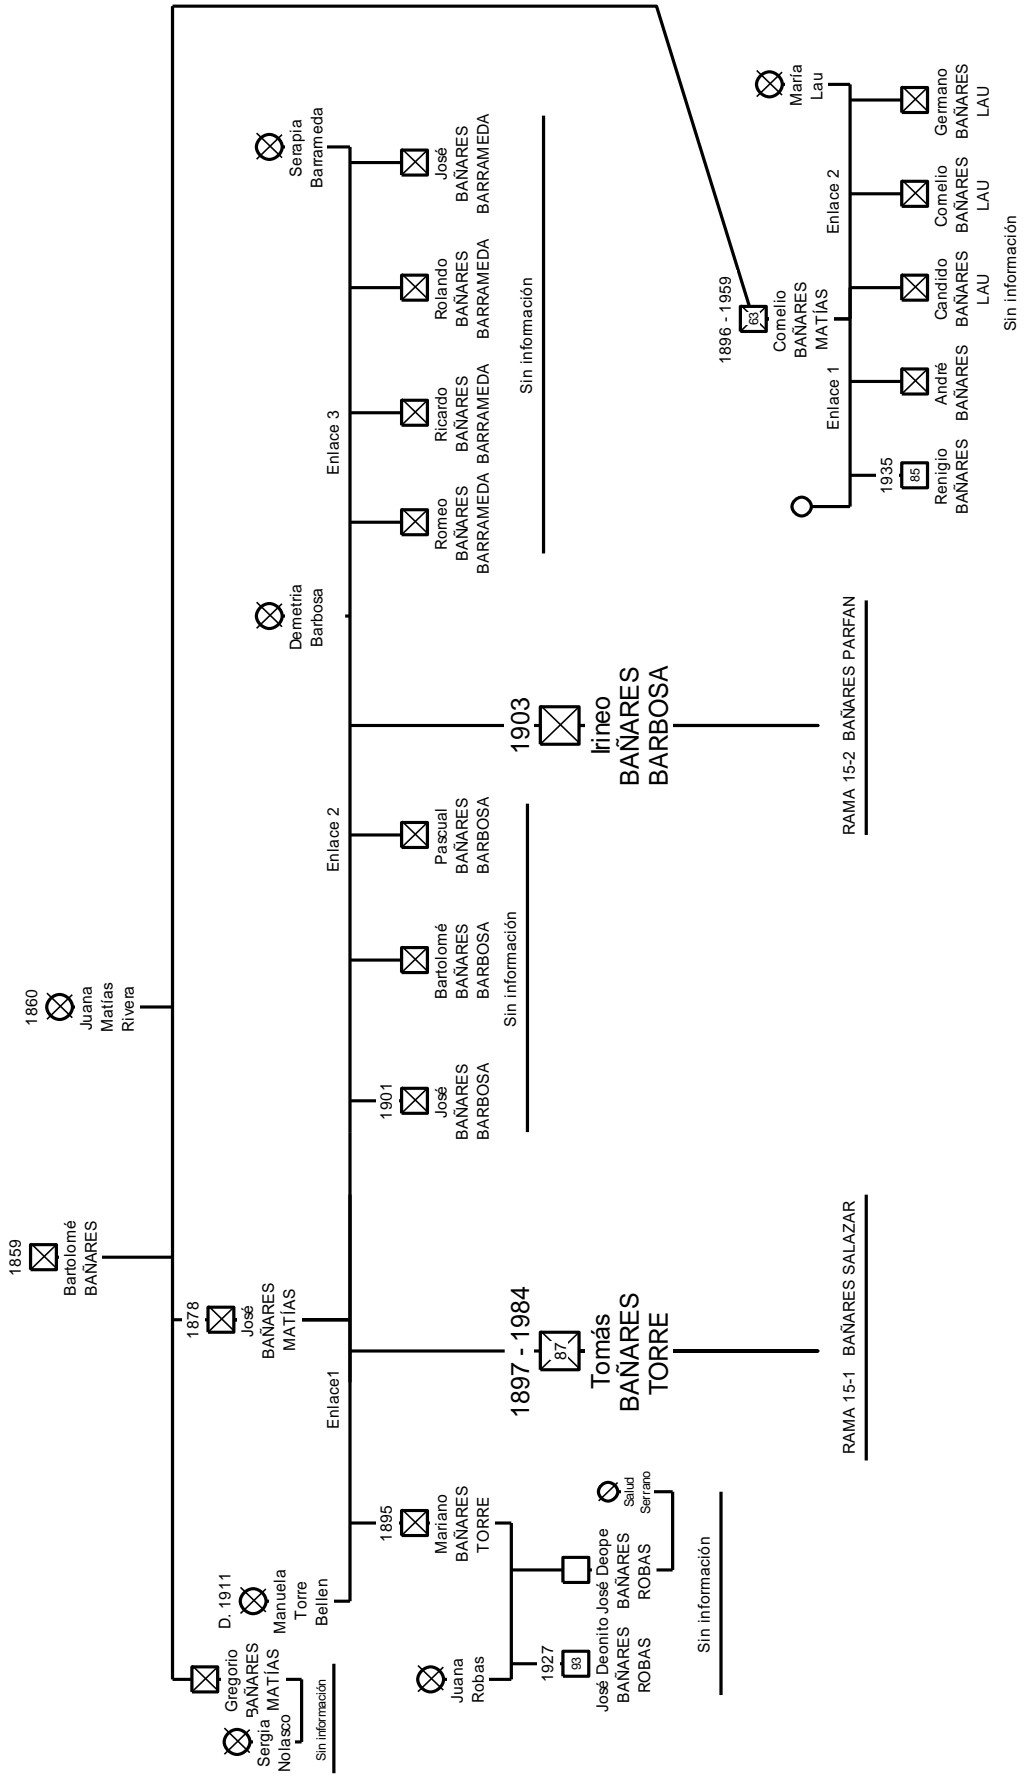 1859
Bartolomé
BAÑARES
1860
Juana
Matías
Rivera
Gregorio
BAÑARES
MATÍAS
Sergia
Nolasco
Sin información
1878
José
BAÑARES
MATÍAS
1896 - 1959
63
Comelio
BAÑARES
MATÍAS
D. 1911
Manuela
Torre
Bellen
Enlace1
Enlace 2
Demetria
Barbosa
Enlace 3
Serapia
Barrameda
1895
Mariano
BAÑARES
TORRE
Juana
Robas
1927
93
José Deonito
BAÑARES
ROBAS
José Deope
BAÑARES
ROBAS
Salud
Serrano
Sin información
1897 - 1984
87
Tomás
BAÑARES
TORRE
RAMA 15-1 BAÑARES SALAZAR
1901
José
BAÑARES
BARBOSA
Bartolomé
BAÑARES
BARBOSA
Pascual
BAÑARES
BARBOSA
Sin información
1903
Irineo
BAÑARES
BARBOSA
RAMA 15-2 BAÑARES PARFAN
Romeo
BAÑARES
BARRAMEDA
Ricardo
BAÑARES
BARRAMEDA
Rolando
BAÑARES
BARRAMEDA
José
BAÑARES
BARRAMEDA
Sin información
Enlace 1
Enlace 2
María
Lau
1935
85
Renigio
BAÑARES
André
BAÑARES
Candido
BAÑARES
LAU
Comelio
BAÑARES
LAU
Germano
BAÑARES
LAU
Sin información